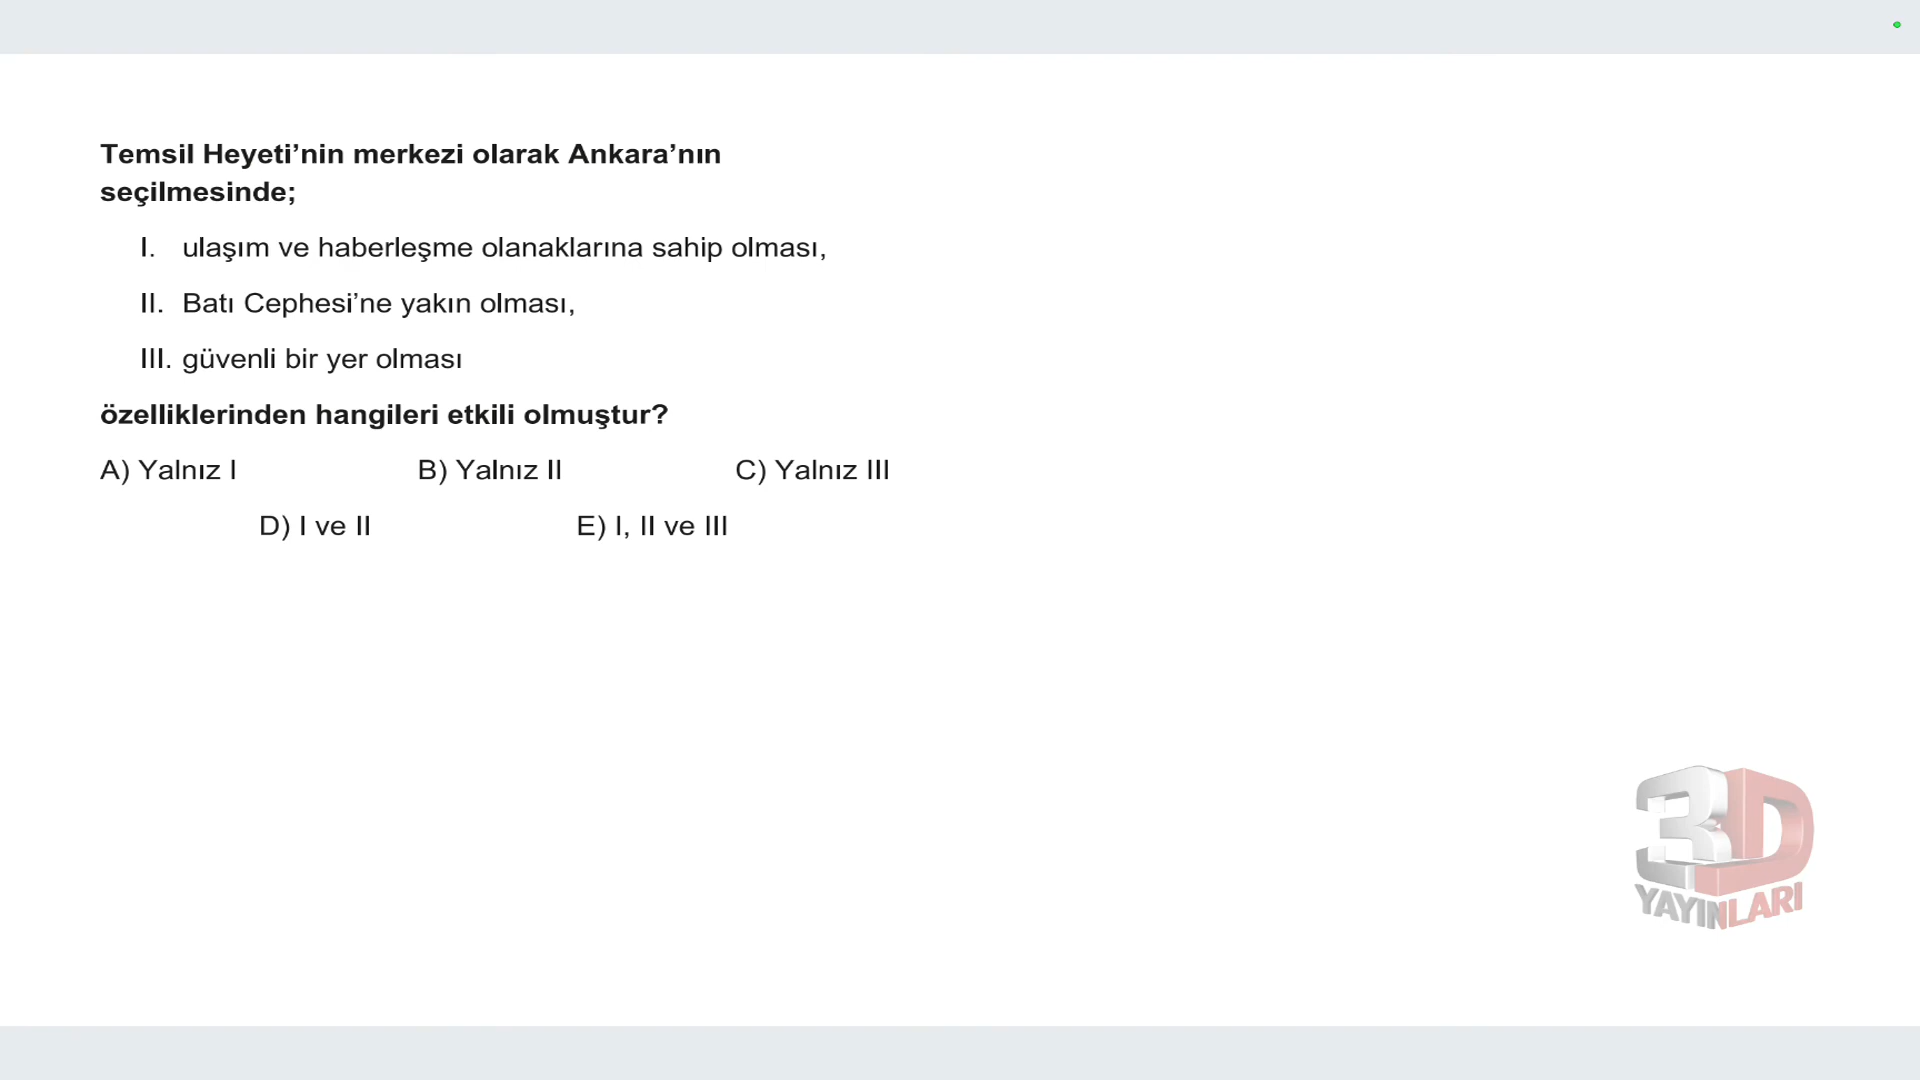 Temsil Heyeti’nin merkezi olarak Ankara’nın
seçilmesinde;
I. ulaşım ve haberleşme olanaklarına sahip olması,
II. Batı Cephesi’ne yakın olması,
III. güvenli bir yer olması
özelliklerinden hangileri etkili olmuştur?
A) Yalnız I B) Yalnız II C) Yalnız III
D) I ve II E) I, II ve III
3D
YAYINLARI